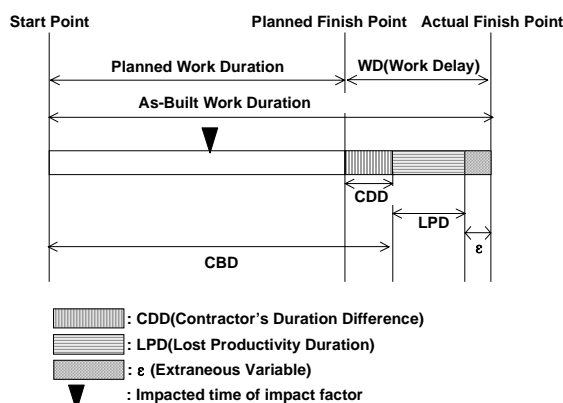 Start Point Planned Finish Point Actual Finish Point
Planned Work Duration WD(Work Delay)
As-Built Work Duration
CDD
LPD
ε
CBD
: CDD(Contractor's Duration Difference)
: LPD(Lost Productivity Duration)
: ε (Extraneous Variable)
: Impacted time of impact factor